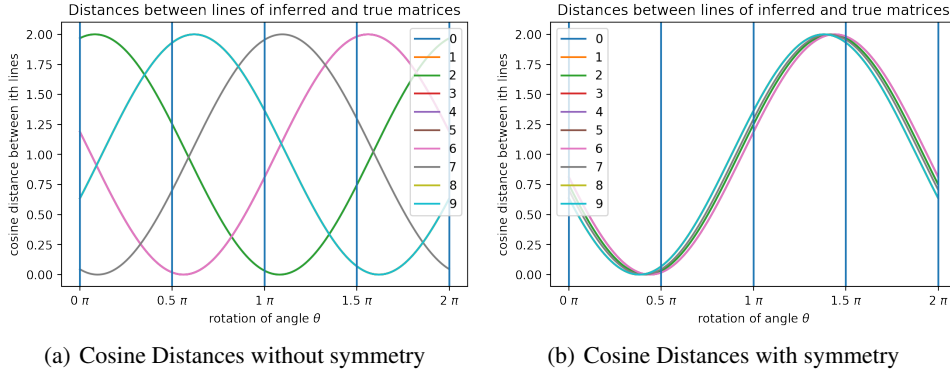 Distances between lines of inferred and true matrices
cosine distance between ith lines
2.00
1.75
1.50
1.25
1.00
0.75
0.50
0.25
0.00
0
1
2
3
4
5
6
7
8
9
0 π
0.5 π
1 π
1.5 π
2 π
rotation of angle θ
(a) Cosine Distances without symmetry
Distances between lines of inferred and true matrices
cosine distance between ith lines
2.00
1.75
1.50
1.25
1.00
0.75
0.50
0.25
0.00
0
1
2
3
4
5
6
7
8
9
0 π
0.5 π
1 π
1.5 π
2 π
rotation of angle θ
(b) Cosine Distances with symmetry